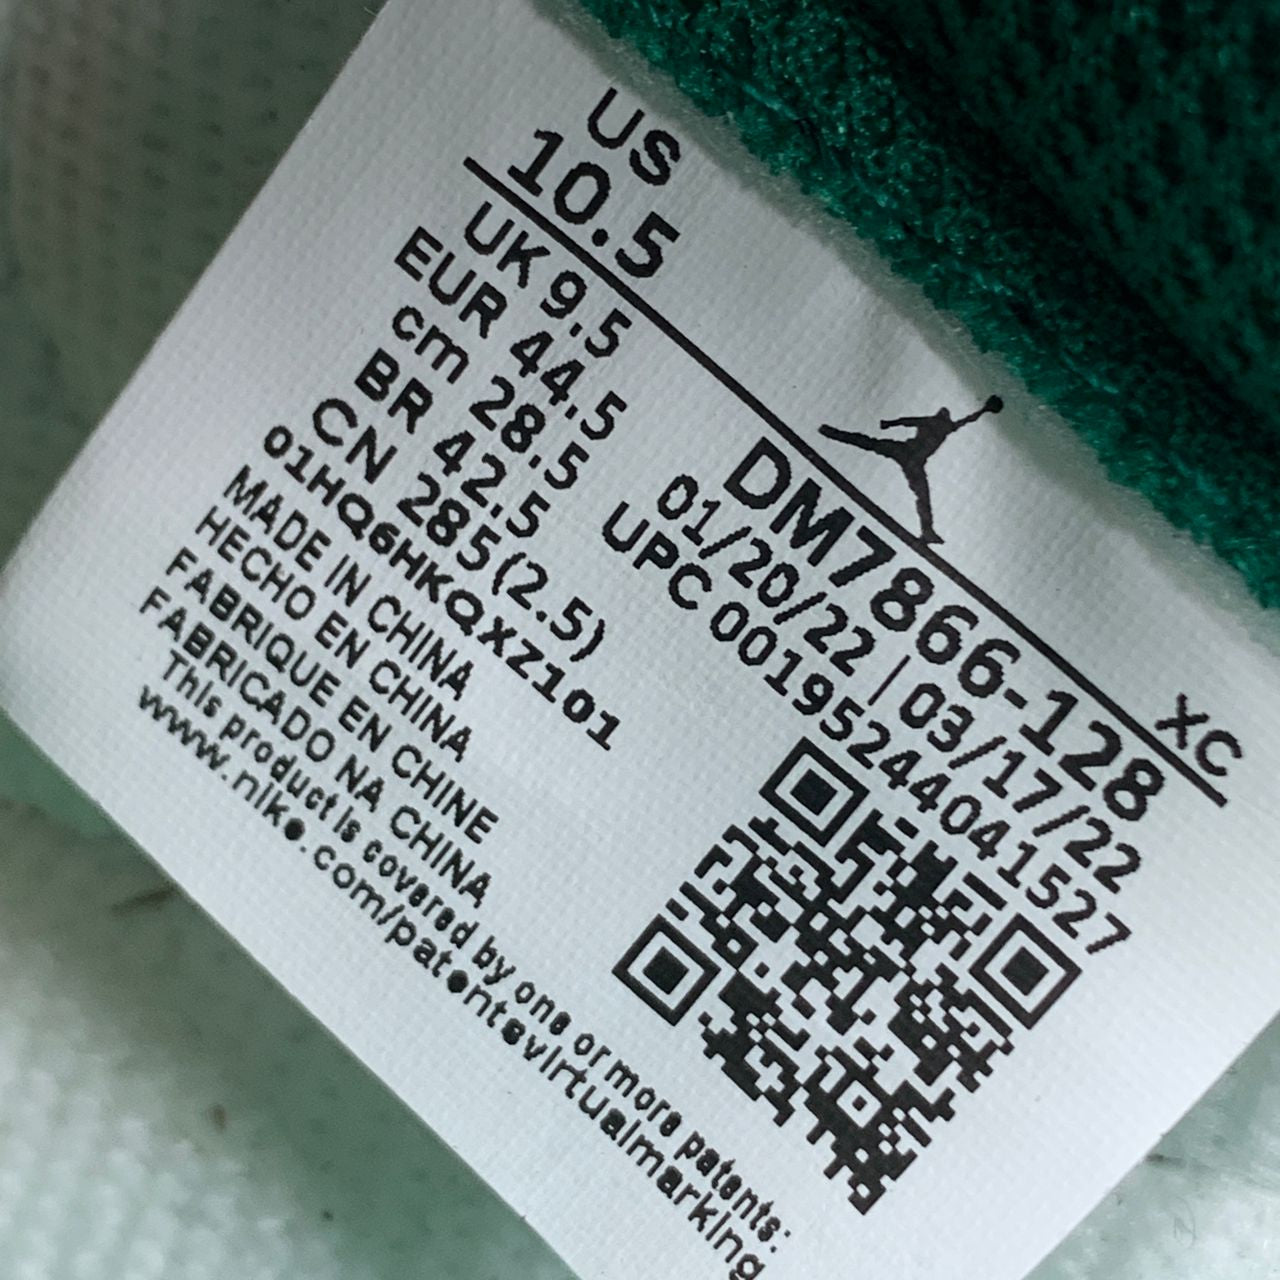 US
10.5
UK 9.5
EUR 44.5
cm 28.5
BR 42.5
CN 285(2.5)
01HQ6HKQXZ101
MADE IN CHINA
HECHO EN CHINA
FABRIQUE EN CHINE
FABRICADO NA CHINA
This product is covered by one or more patents:
www.nike.com/patentsvirtualmarking
XC
DM7866-128
01/20/22 | 03/17/22
UPC 00195244041527